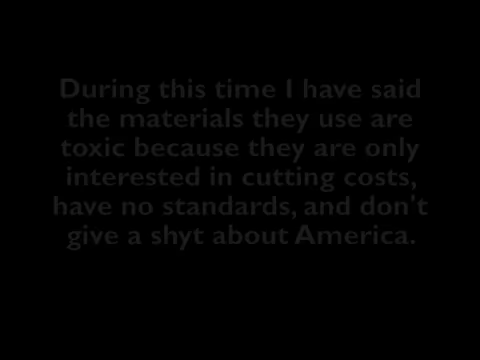 During this time I have said
the materials they use are
toxic because they are only
interested in cutting costs,
have no standards, and don't
give a shyt about America.